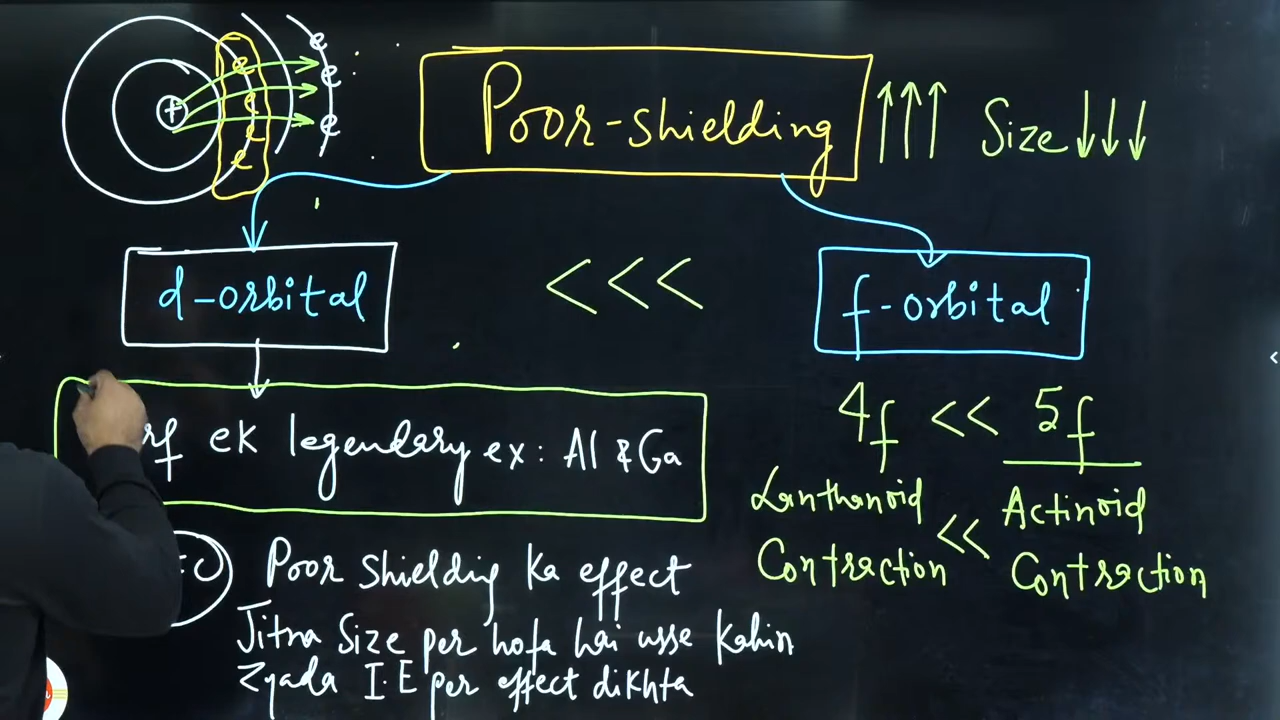 + e e e e e e e
Poor-shielding ↑↑↑ Size ↓↓↓
d-orbital <<< f-orbital
ek legendary ex: Al & Ga
4f << 5f
Lanthanoid Contraction << Actinoid Contraction
Poor shielding ka effect
Jitna Size per hota hai usse kahin
Zyada I.E per effect dikhta